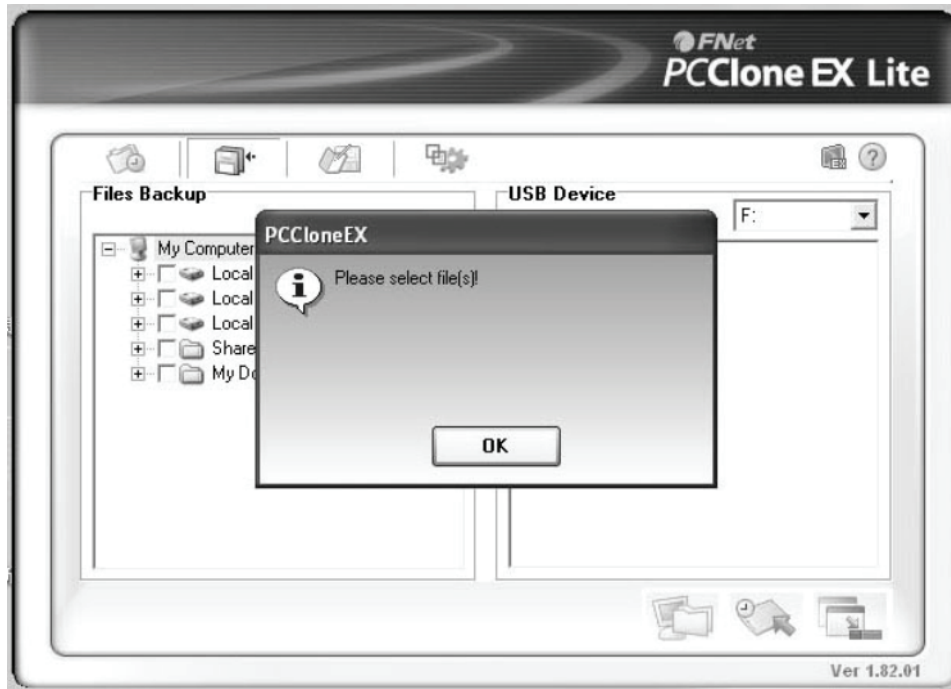 FNet
PCClone EX Lite
Files Backup
USB Device
F:
PCCloneEX
My Computer
Please select file(s)!
Local
Local
Local
Share
My Do
OK
EX
?
Ver 1.82.01